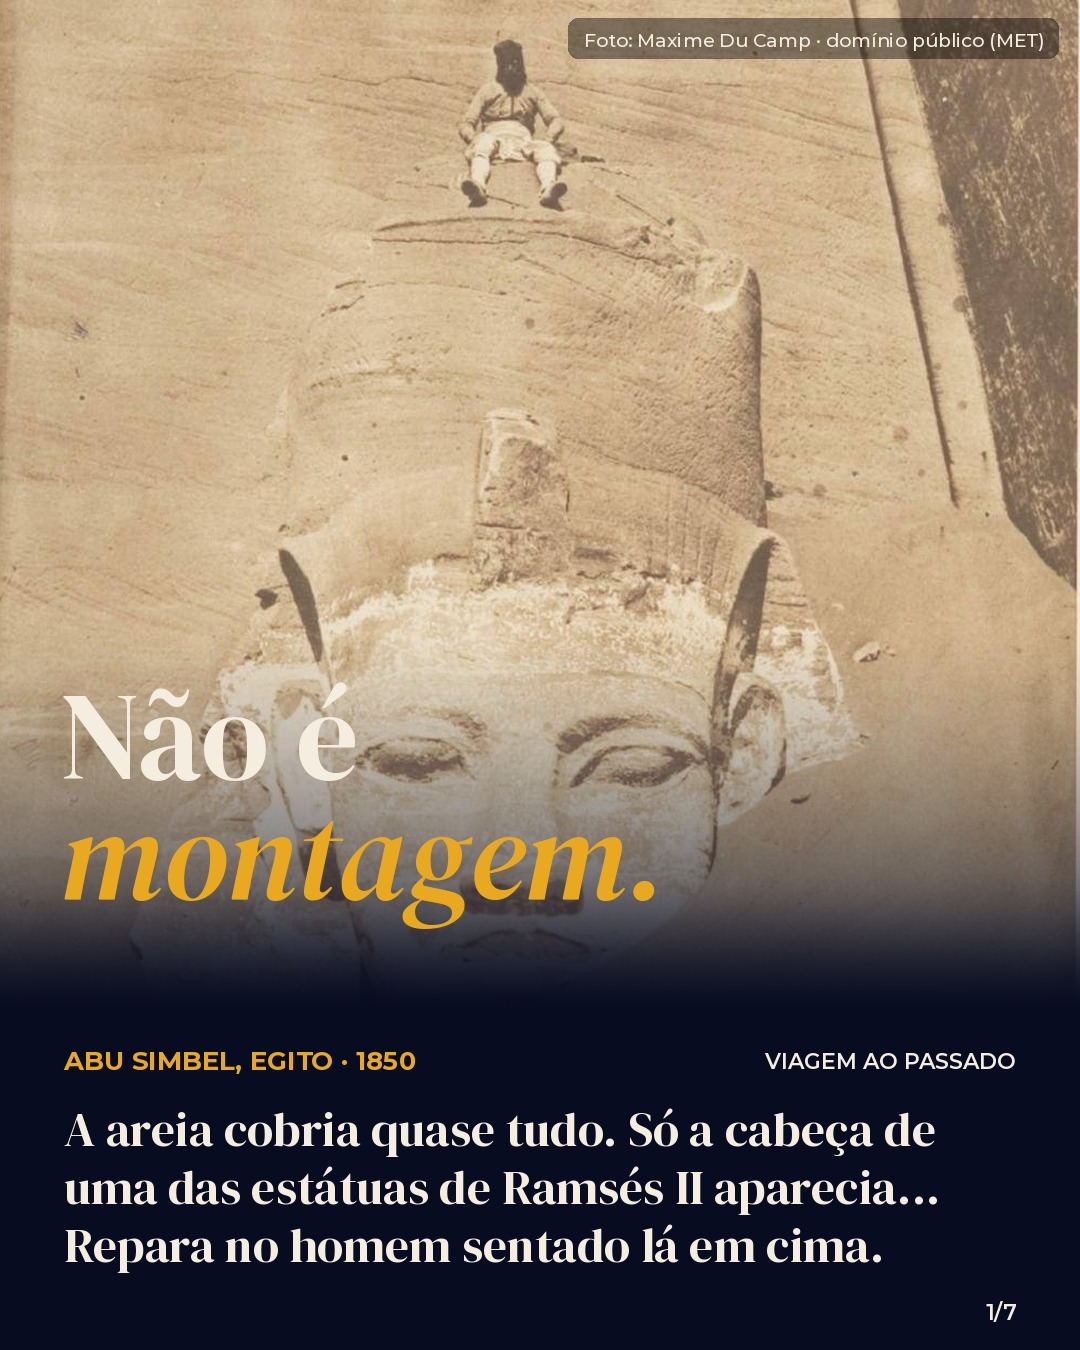 Foto: Maxime Du Camp · domínio público (MET)
Não é
montagem.
ABU SIMBEL, EGITO · 1850
VIAGEM AO PASSADO
A areia cobria quase tudo. Só a cabeça de
uma das estátuas de Ramsés II aparecia...
Repara no homem sentado lá em cima.
1/7